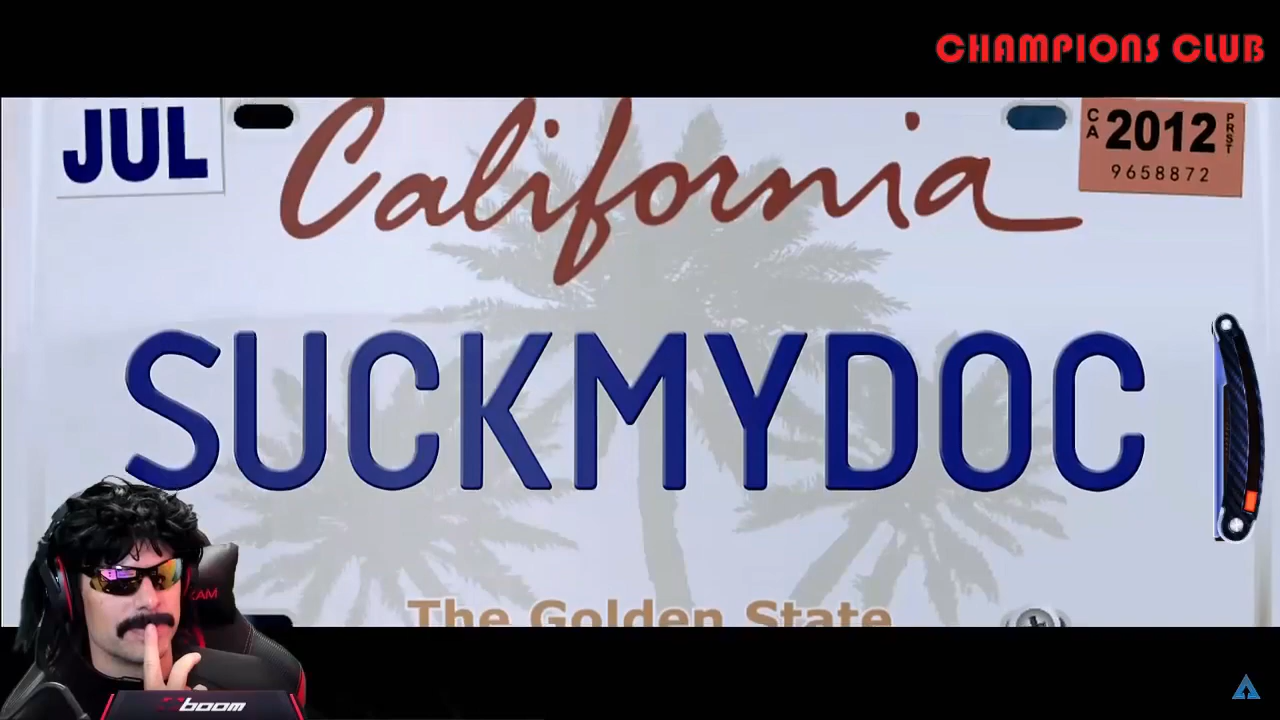 CHAMPIONS CLUB
JUL
California
CA
2012
PRST
9658872
SUCKMYDOC
The Golden State
boom